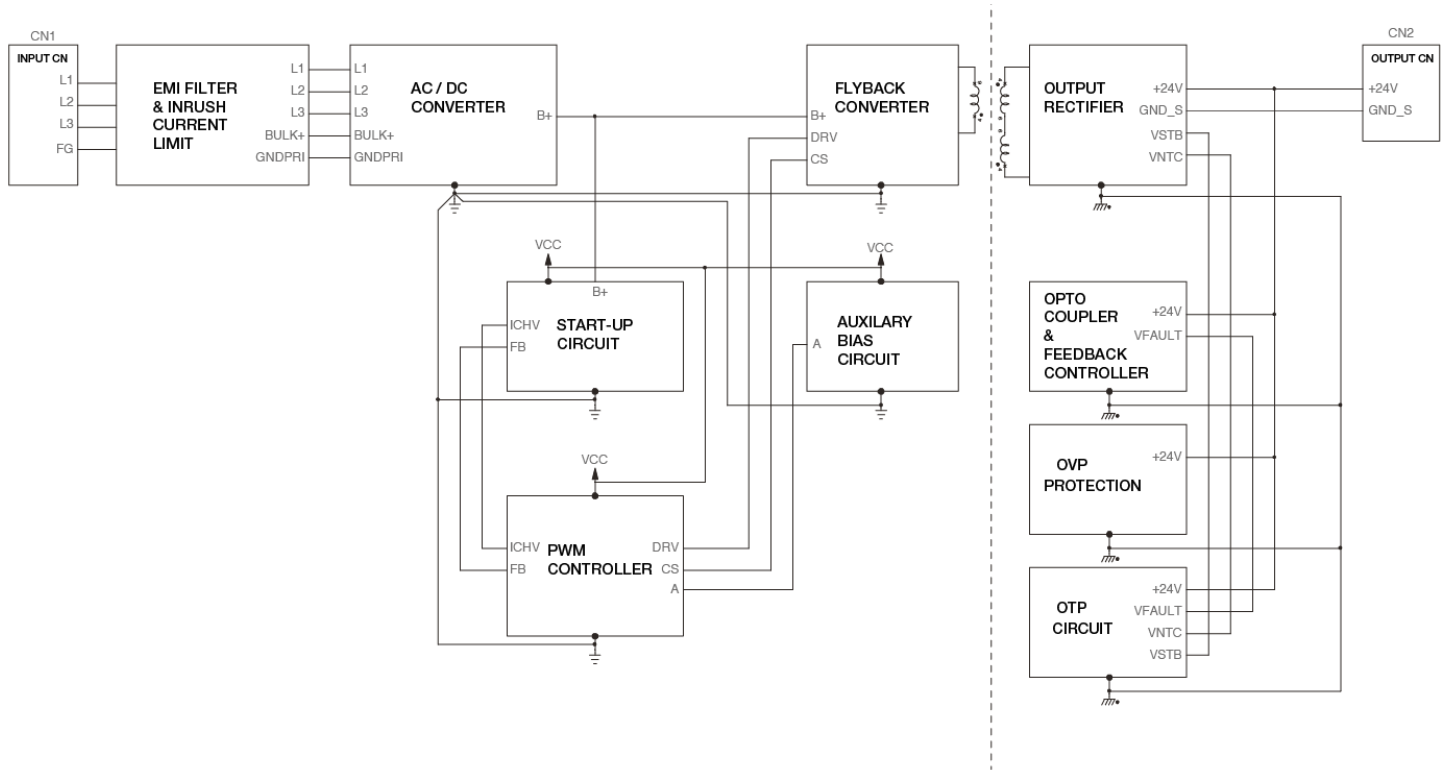 CN1
INPUT CN
L1
L2
L3
FG
EMI FILTER
& INRUSH
CURRENT
LIMIT
L1
L2
L3
BULK+
GNDPRI
AC / DC
CONVERTER
L1
L2
L3
BULK+
GNDPRI
B+
FLYBACK
CONVERTER
B+
DRV
CS
OUTPUT
RECTIFIER
+24V
GND_S
VSTB
VNTC
CN2
OUTPUT CN
+24V
GND_S
VCC
B+
ICHV
FB
START-UP
CIRCUIT
VCC
AUXILARY
BIAS
CIRCUIT
A
OPTO
COUPLER
&
FEEDBACK
CONTROLLER
+24V
VFAULT
VCC
ICHV
FB
PWM
CONTROLLER
DRV
CS
A
OVP
PROTECTION
+24V
OTP
CIRCUIT
+24V
VFAULT
VNTC
VSTB